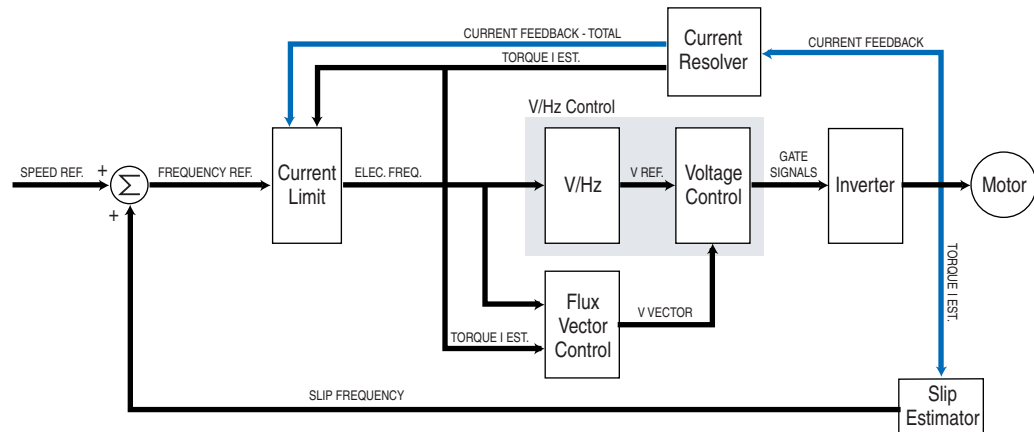 CURRENT FEEDBACK - TOTAL
TORQUE I EST.
Current
Resolver
CURRENT FEEDBACK
V/Hz Control
SPEED REF.
+
+
Σ
FREQUENCY REF.
Current
Limit
ELEC. FREQ.
V/Hz
V REF.
Voltage
Control
GATE
SIGNALS
Inverter
Motor
TORQUE I EST.
Flux
Vector
Control
V VECTOR
TORQUE I EST.
SLIP FREQUENCY
Slip
Estimator